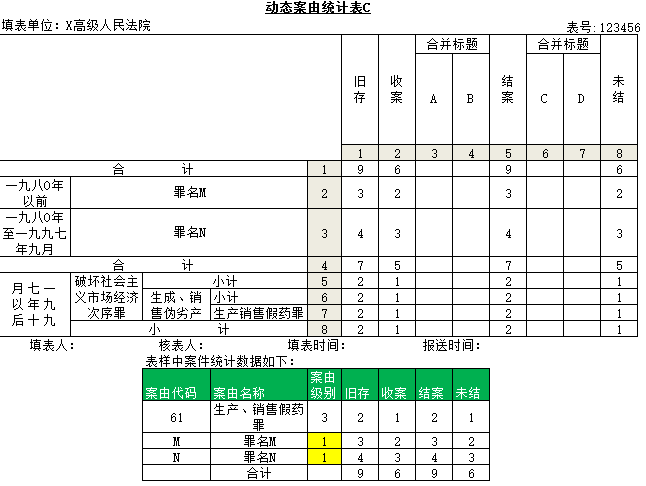 动态案由统计表C
填表单位：X高级人民法院 表号:123456
旧存 收案 合并标题 结案 合并标题 未结
A B C D
1 2 3 4 5 6 7 8
合 计 1 9 6 9 6
一九八0年以前 罪名M 2 3 2 3 2
一九八0年至一九九七年九月 罪名N 3 4 3 4 3
合 计 4 7 5 7 5
月七一以年九后十九 破坏社会主义市场经济次序罪 小计 5 2 1 2 1
生成、销售伪劣产 小计 6 2 1 2 1
生产销售假药罪 7 2 1 2 1
小 计 8 2 1 2 1
填表人： 核表人： 填表时间： 报送时间：
表样中案件统计数据如下：
案由代码 案由名称 案由级别 旧存 收案 结案 未结
61 生产、销售假药罪 3 2 1 2 1
M 罪名M 1 3 2 3 2
N 罪名N 1 4 3 4 3
合计 9 6 9 6